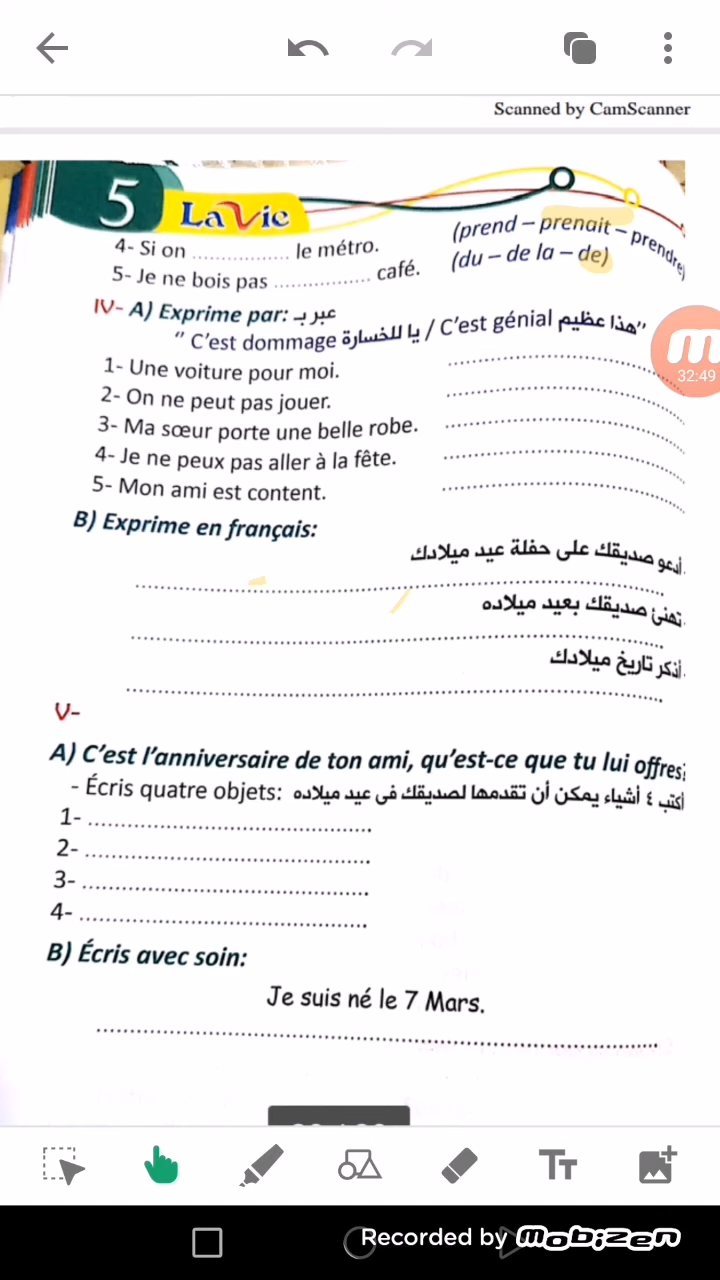 Scanned by CamScanner
5 La Vie
4- Si on .............. le métro. (prend – prenait – prendre)
5- Je ne bois pas .............. café. (du – de la – de)
IV- A) Exprime par: عبر بـ
" C'est dommage يا للخسارة / C'est génial هذا عظيم"
1- Une voiture pour moi. ..............
2- On ne peut pas jouer. ..............
3- Ma sœur porte une belle robe. ..............
4- Je ne peux pas aller à la fête. ..............
5- Mon ami est content. ..............
B) Exprime en français:
أدعو صديقك على حفلة عيد ميلادك.
..............
تهنئ صديقك بعيد ميلاده.
..............
أذكر تاريخ ميلادك.
..............
V-
A) C'est l'anniversaire de ton ami, qu'est-ce que tu lui offres?
- Écris quatre objets: أكتب ٤ أشياء يمكن أن تقدمها لصديقك فى عيد ميلاده
1- ..............
2- ..............
3- ..............
4- ..............
B) Écris avec soin:
Je suis né le 7 Mars.
..............
32:49
TT
Recorded by mobizen